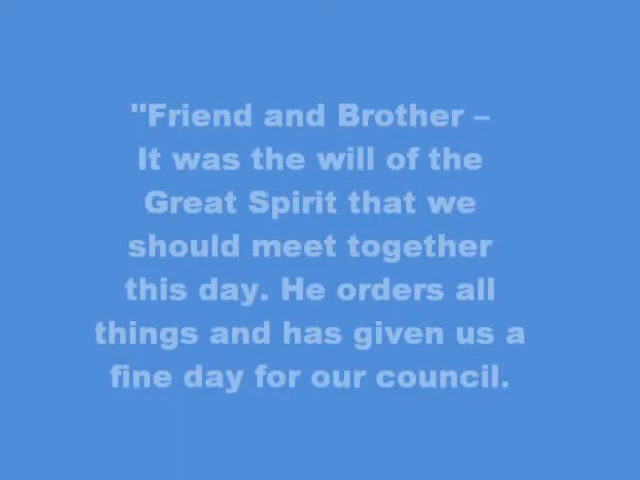 "Friend and Brother –
It was the will of the
Great Spirit that we
should meet together
this day. He orders all
things and has given us a
fine day for our council.